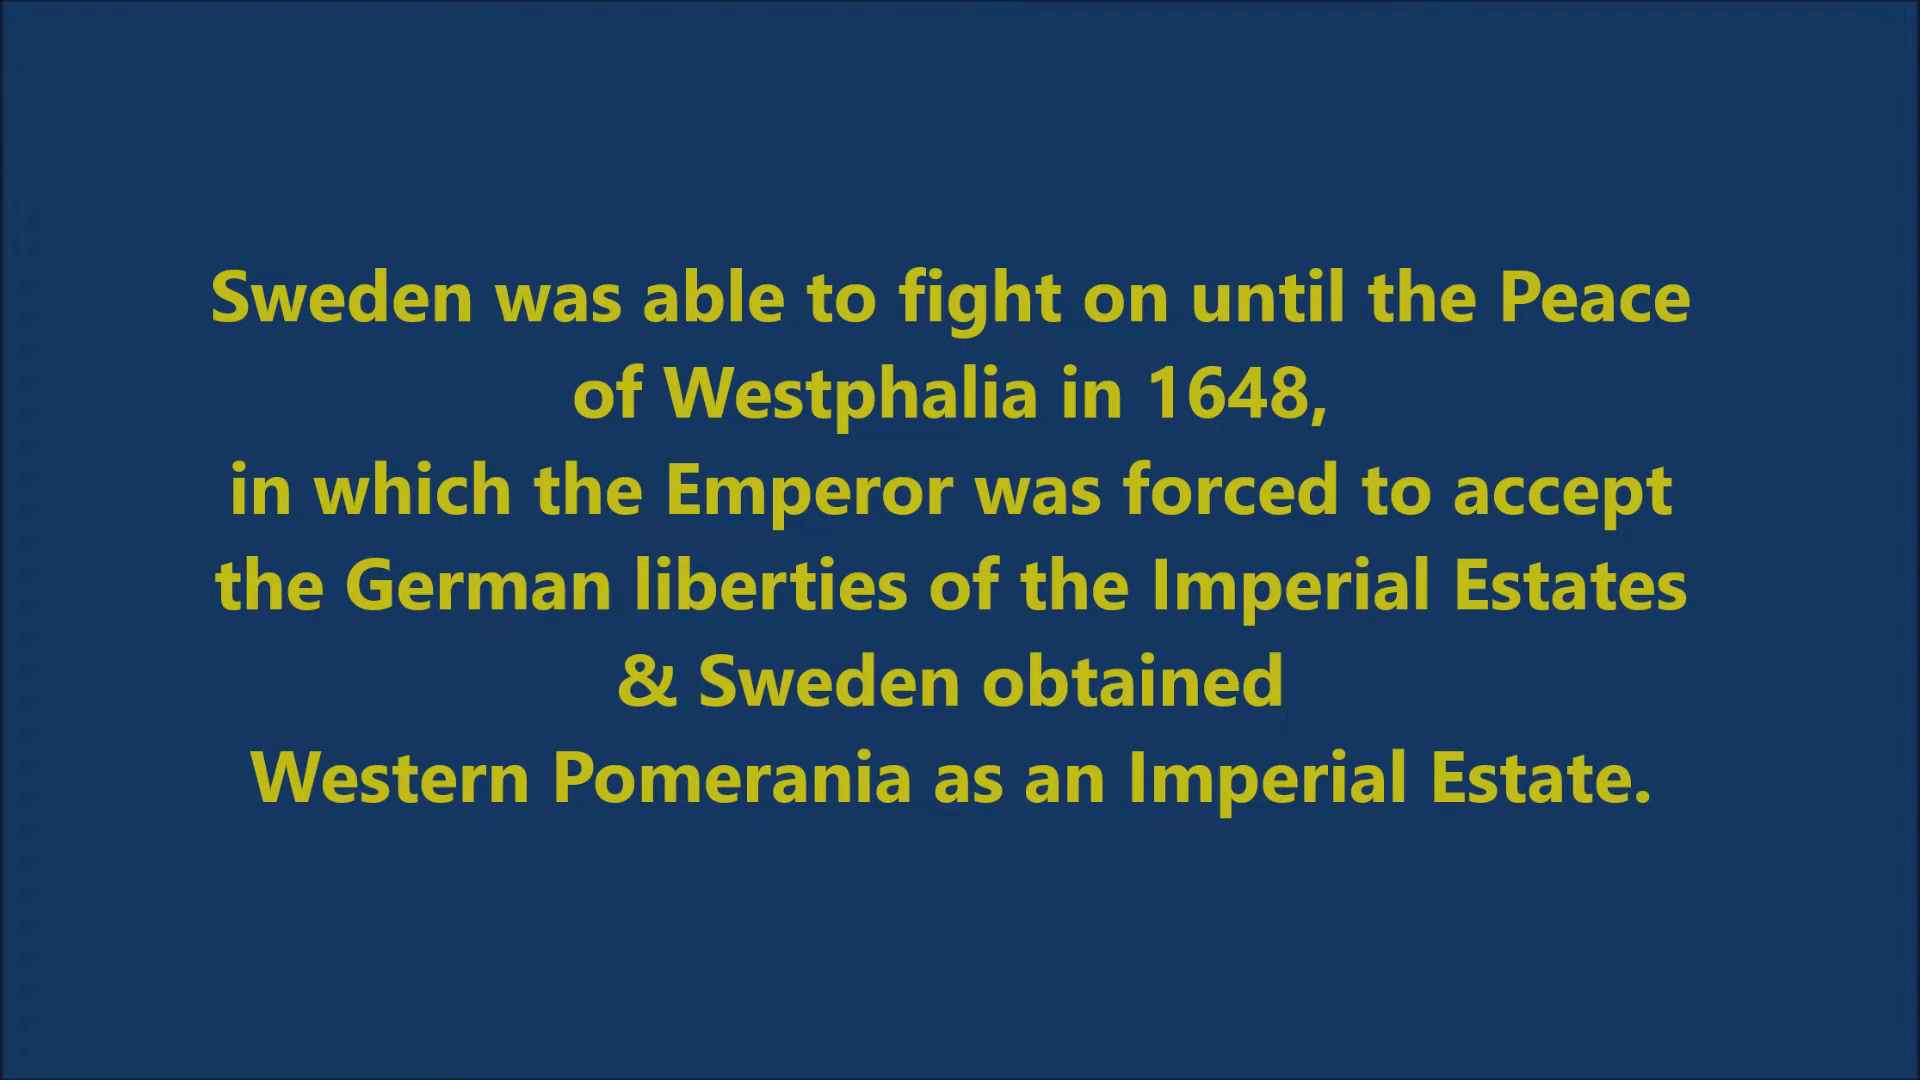 Sweden was able to fight on until the Peace
of Westphalia in 1648,
in which the Emperor was forced to accept
the German liberties of the Imperial Estates
& Sweden obtained
Western Pomerania as an Imperial Estate.